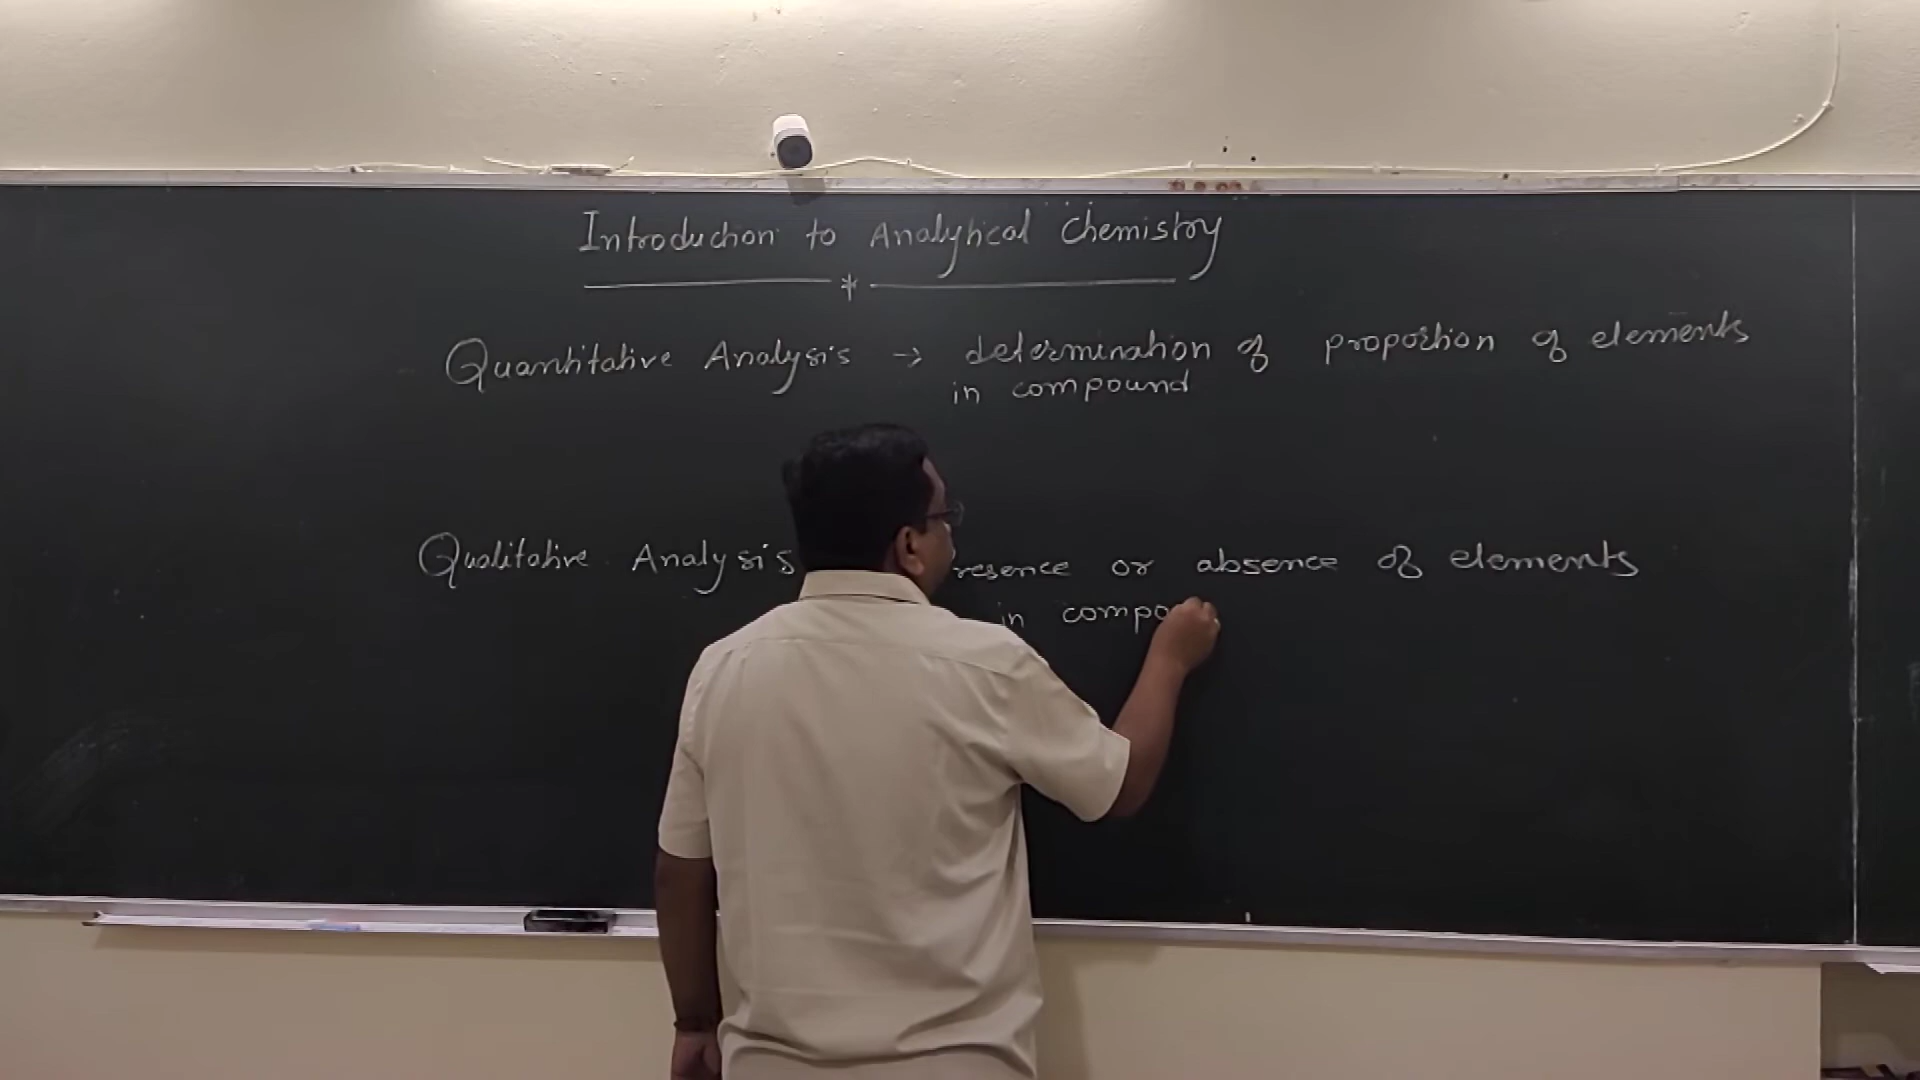 Introduction to Analytical Chemistry
Quantitative Analysis → determination of proportion of elements
in compound
Qualitative Analysis resence or absence of elements
in compo